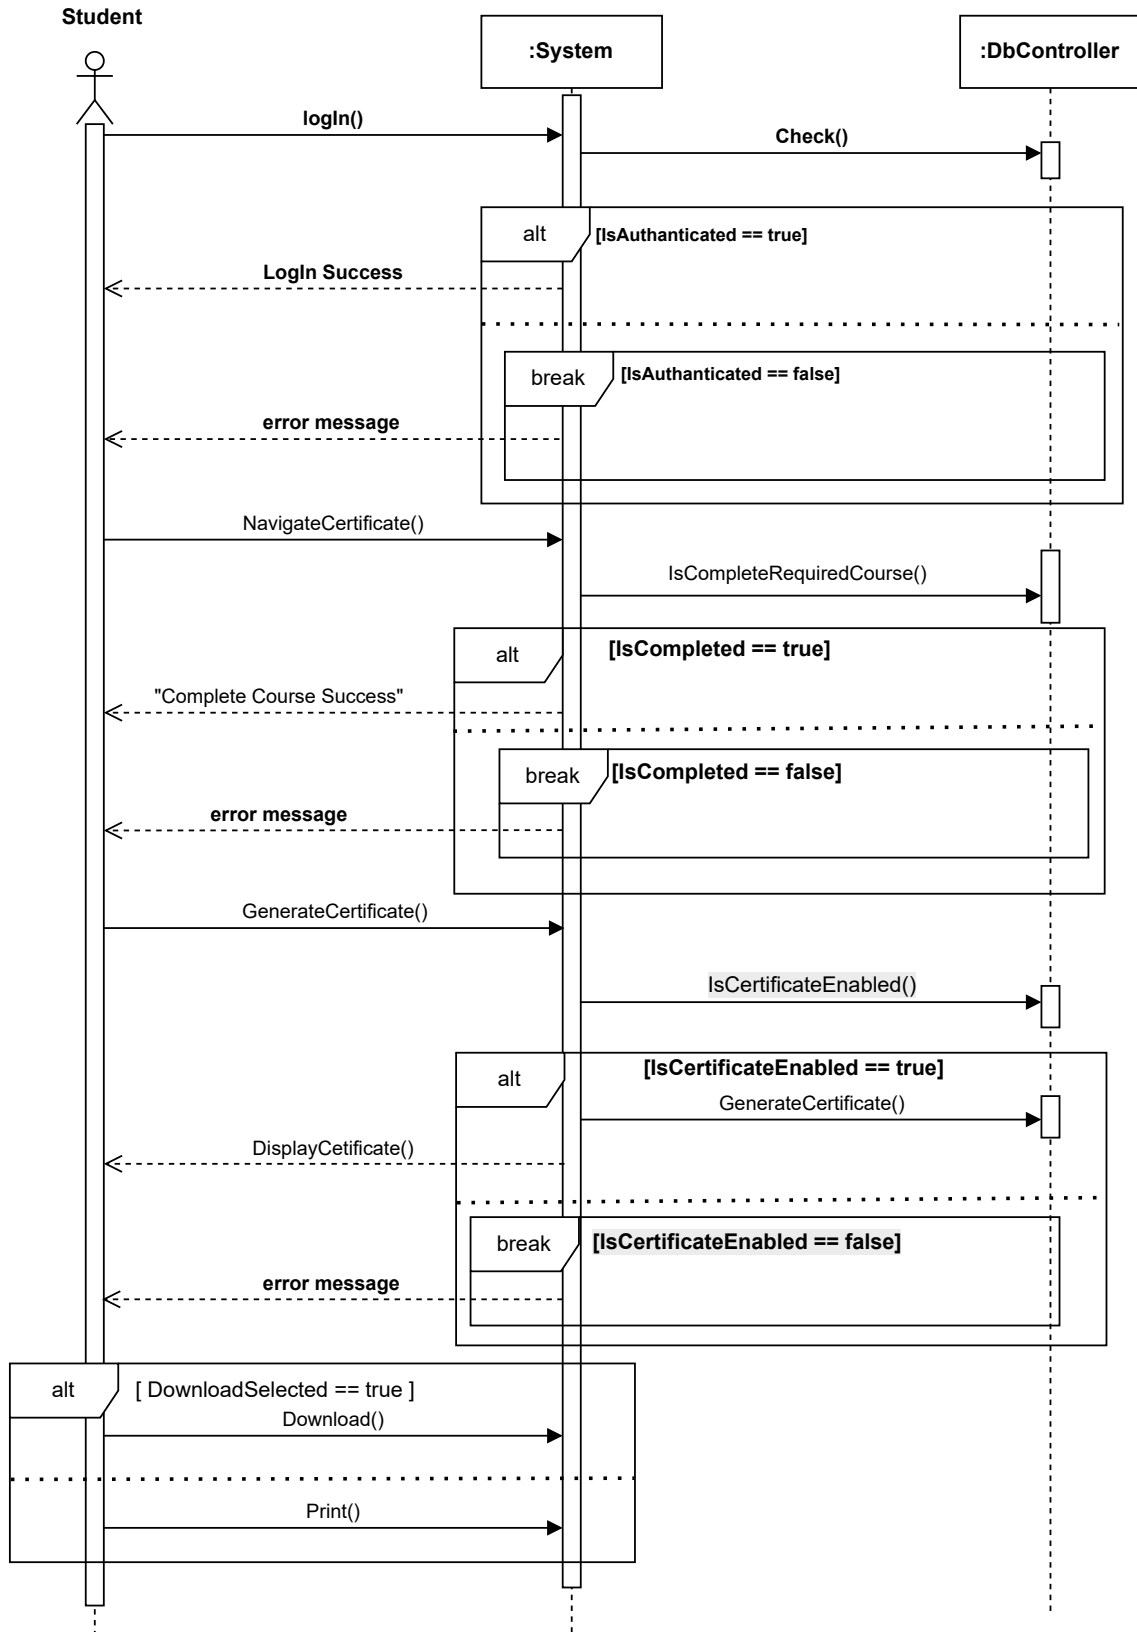 Student
:System
:DbController
logIn()
Check()
alt
[IsAuthanticated == true]
LogIn Success
break
[IsAuthanticated == false]
error message
NavigateCertificate()
IsCompleteRequiredCourse()
alt
[IsCompleted == true]
"Complete Course Success"
break
[IsCompleted == false]
error message
GenerateCertificate()
IsCertificateEnabled()
alt
[IsCertificateEnabled == true]
GenerateCertificate()
DisplayCetificate()
break
[IsCertificateEnabled == false]
error message
alt
[ DownloadSelected == true ]
Download()
Print()